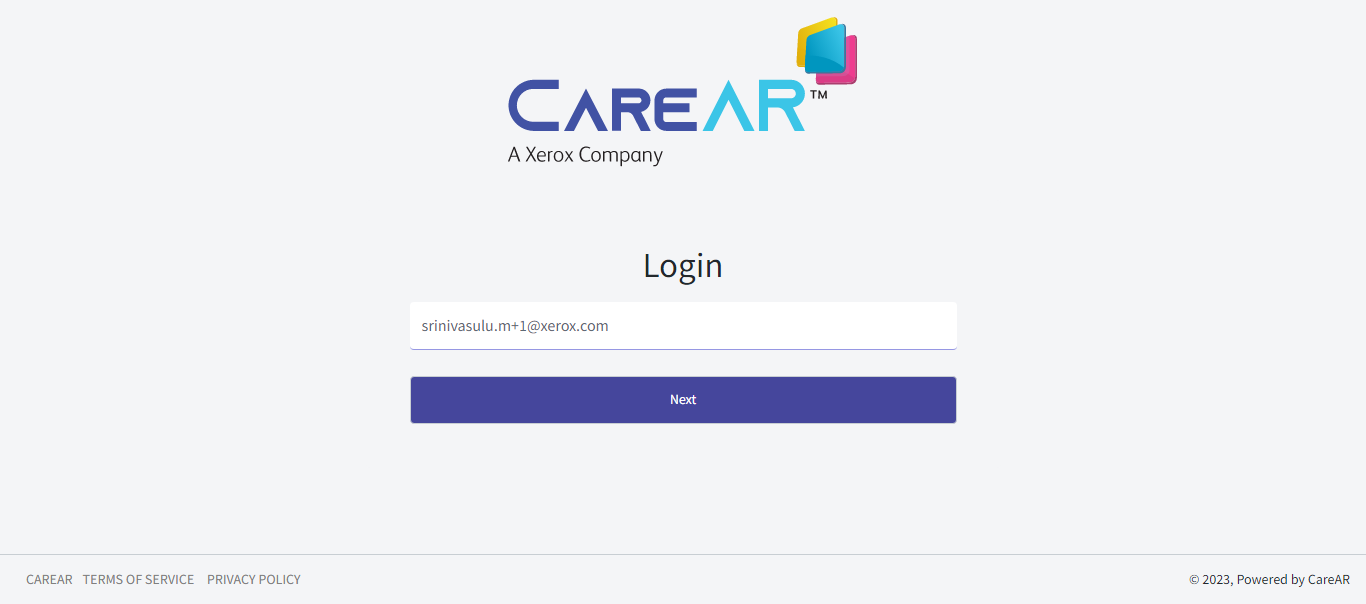 CAREAR™
A Xerox Company
Login
srinivasulu.m+1@xerox.com
Next
CAREAR TERMS OF SERVICE PRIVACY POLICY © 2023, Powered by CareAR